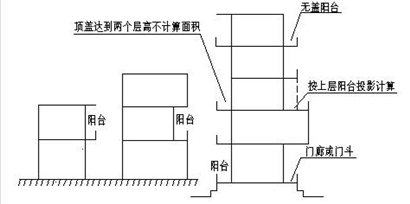 无盖阳台
顶盖达到两个层高不计算面积
按上层阳台投影计算
阳台
阳台
阳台
门廊或门斗